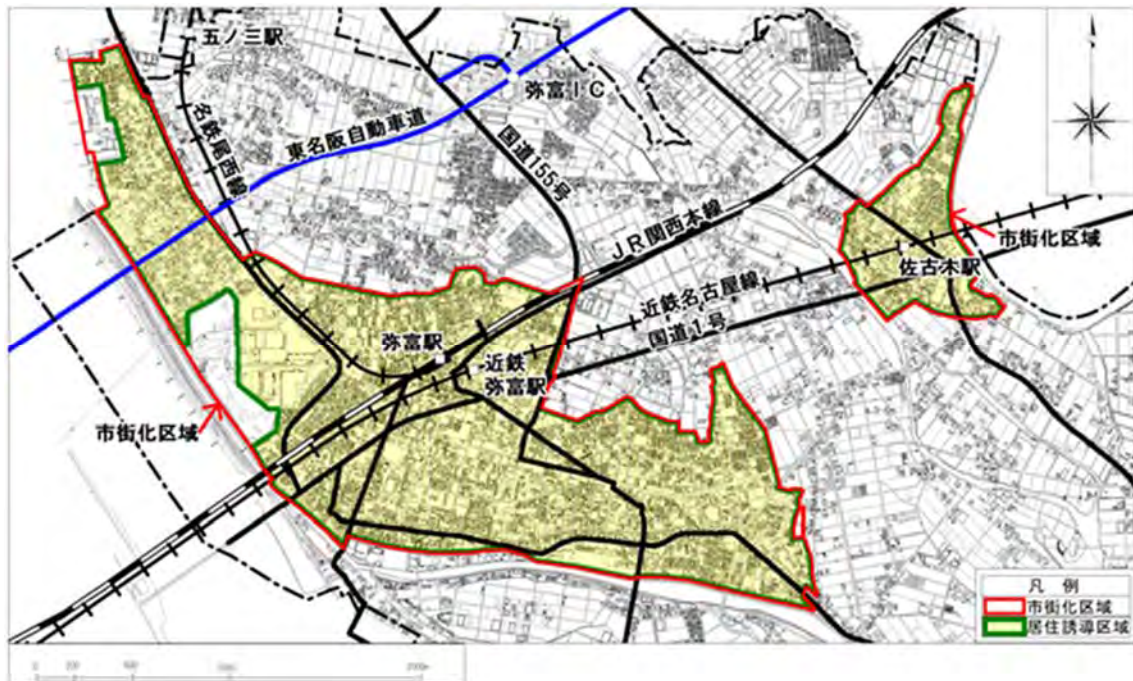 五ノ三駅
弥富IC
東名阪自動車道
名鉄尾西線
国道155号
JR関西本線
市街化区域
佐古木駅
近鉄名古屋線
国道1号
弥富駅
近鉄
弥富駅
市街化区域
凡 例
市街化区域
居住誘導区域
0